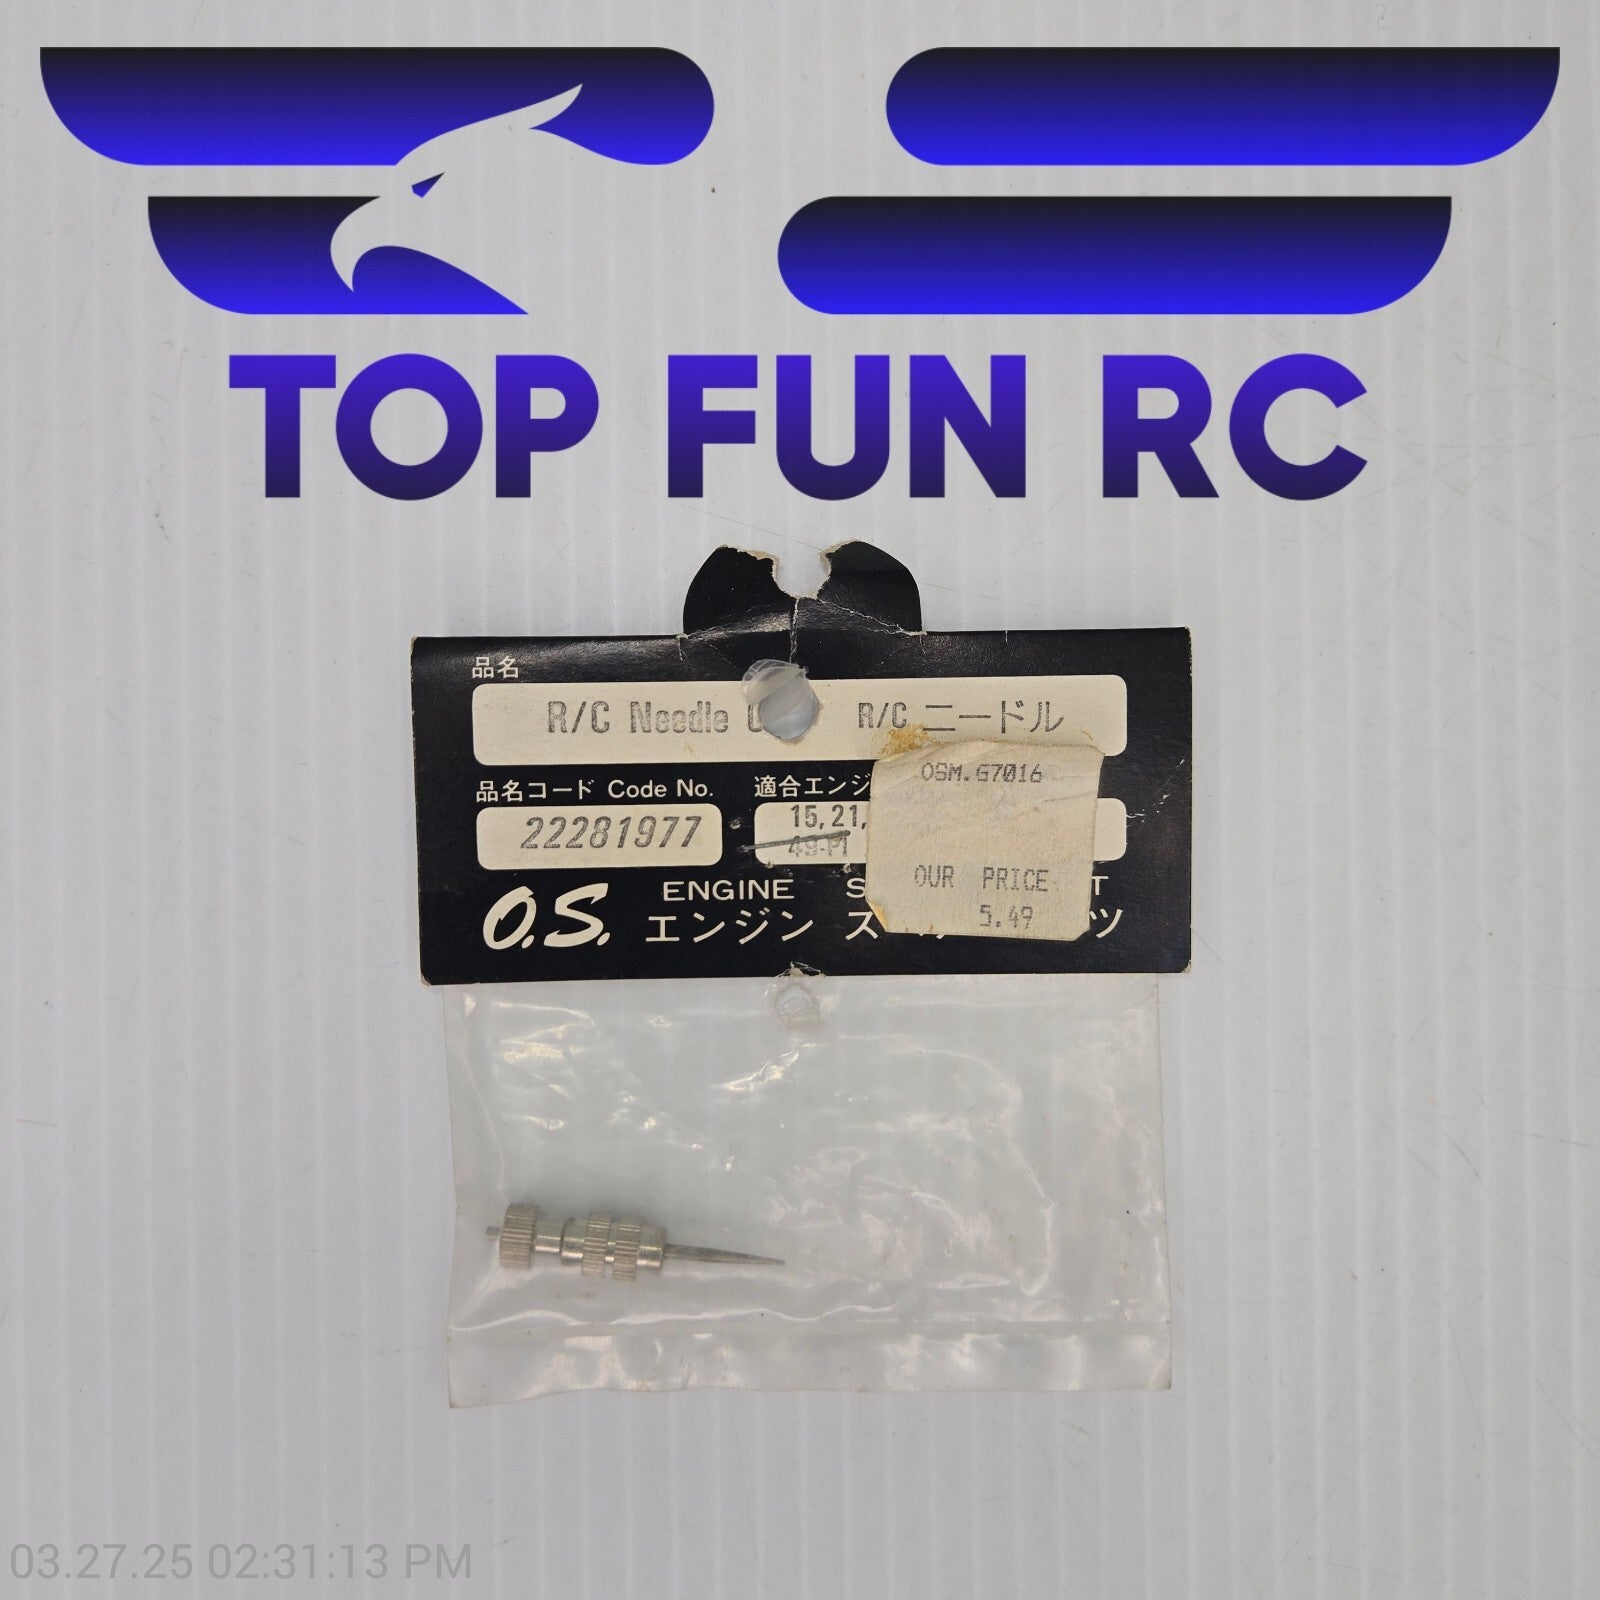 TOP FUN RC
品名
R/C Needle R/C ニードル
OSM.G7016
品名コード Code No. 適合エンジ
22281977 15,21,
OUR PRICE
5.49
O.S. ENGINE
エンジン
03.27.25 02:31:13 PM